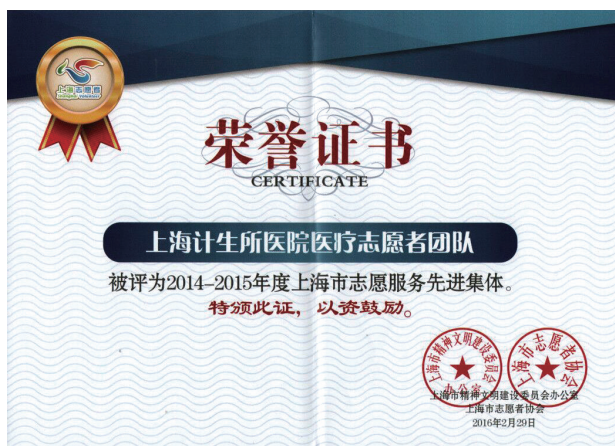 上海志愿者
荣誉证书
CERTIFICATE
上海计生所医院医疗志愿者团队
被评为2014-2015年度上海市志愿服务先进集体。
特颁此证，以资鼓励。
上海市精神文明建设委员会
办公室
上海市志愿者协会
上海市精神文明建设委员会办公室
上海市志愿者协会
2016年2月29日